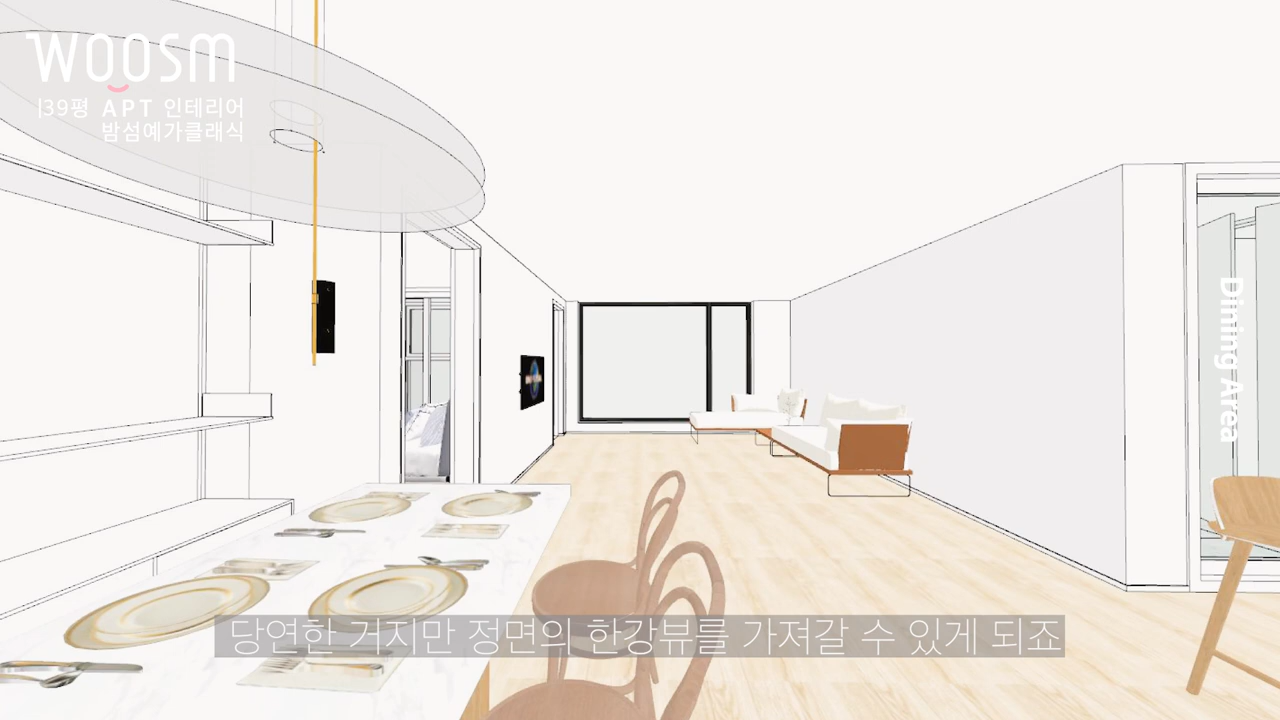 WOOSM
|39평 APT 인테리어
밤섬예가클래식
Dining Area
당연한 거지만 정면의 한강뷰를 가져갈 수 있게 되죠